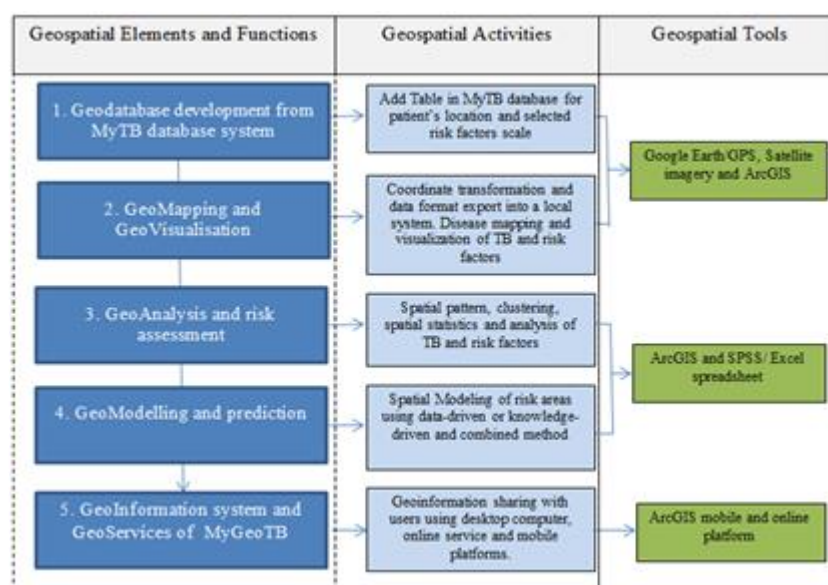 Geospatial Elements and Functions
Geospatial Activities
Geospatial Tools
1. Geodatabase development from
MyTB database system
Add Table in MyTB database for
patient's location and selected
risk factors scale
Google Earth/GPS, Satellite
imagery and ArcGIS
2. GeoMapping and
GeoVisualisation
Coordinate transformation and
data format export into a local
system. Disease mapping and
visualization of TB and risk
factors
3. GeoAnalysis and risk
assessment
Spatial pattern, clustering,
spatial statistics and analysis of
TB and risk factors
ArcGIS and SPSS/ Excel
spreadsheet
4. GeoModelling and prediction
Spatial Modeling of risk areas
using data-driven or knowledge-
driven and combined method
5. GeoInformation system and
GeoServices of MyGeoTB
Geoinformation sharing with
users using desktop computer,
online service and mobile
platforms.
ArcGIS mobile and online
platform